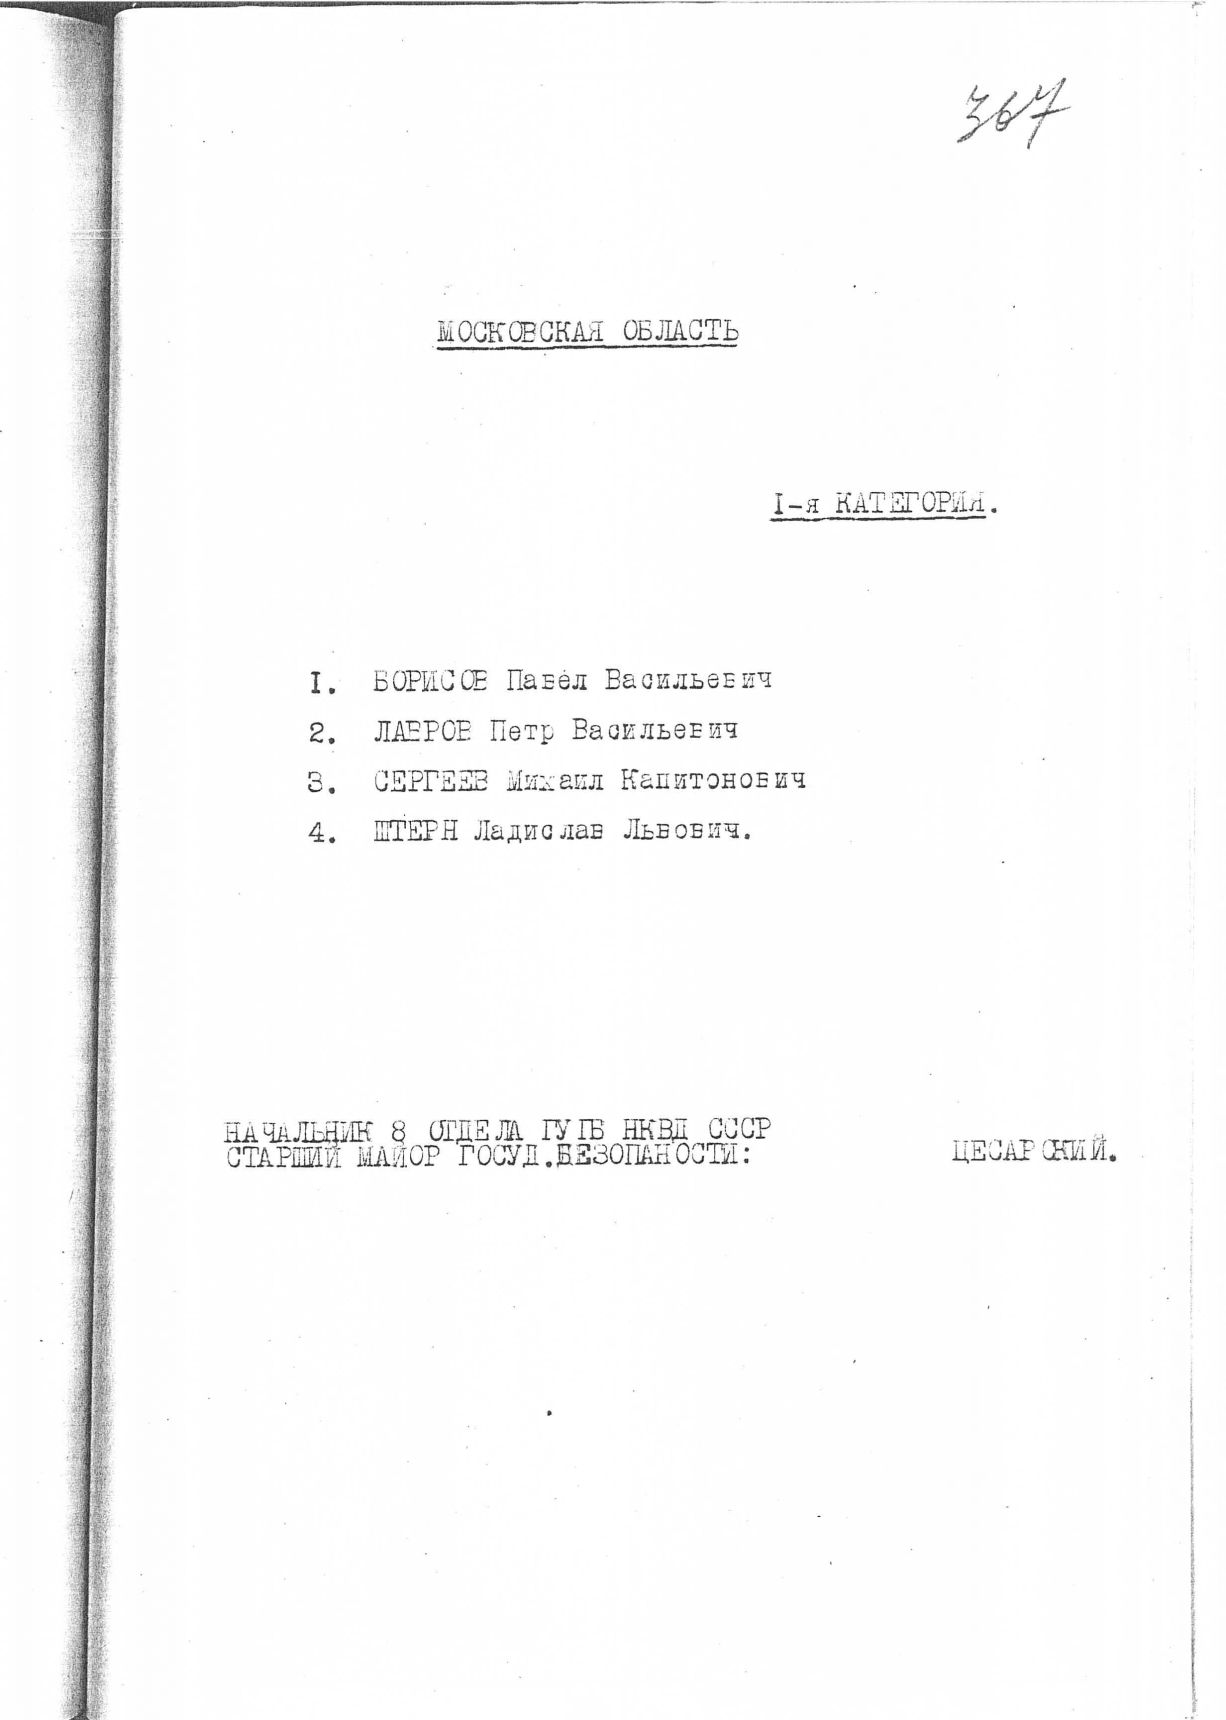 367
МОСКОВСКАЯ ОБЛАСТЬ
I-я КАТЕГОРИЯ.
I. БОРИСОВ Павел Васильевич
2. ЛАВРОВ Петр Васильевич
3. СЕРГЕЕВ Михаил Капитонович
4. ШТЕРН Ладислав Львович.
НАЧАЛЬНИК 8 ОТДЕЛА ГУГБ НКВД СССР
СТАРШИЙ МАЙОР ГОСУД.БЕЗОПАНОСТИ: ЦЕСАРСКИЙ.